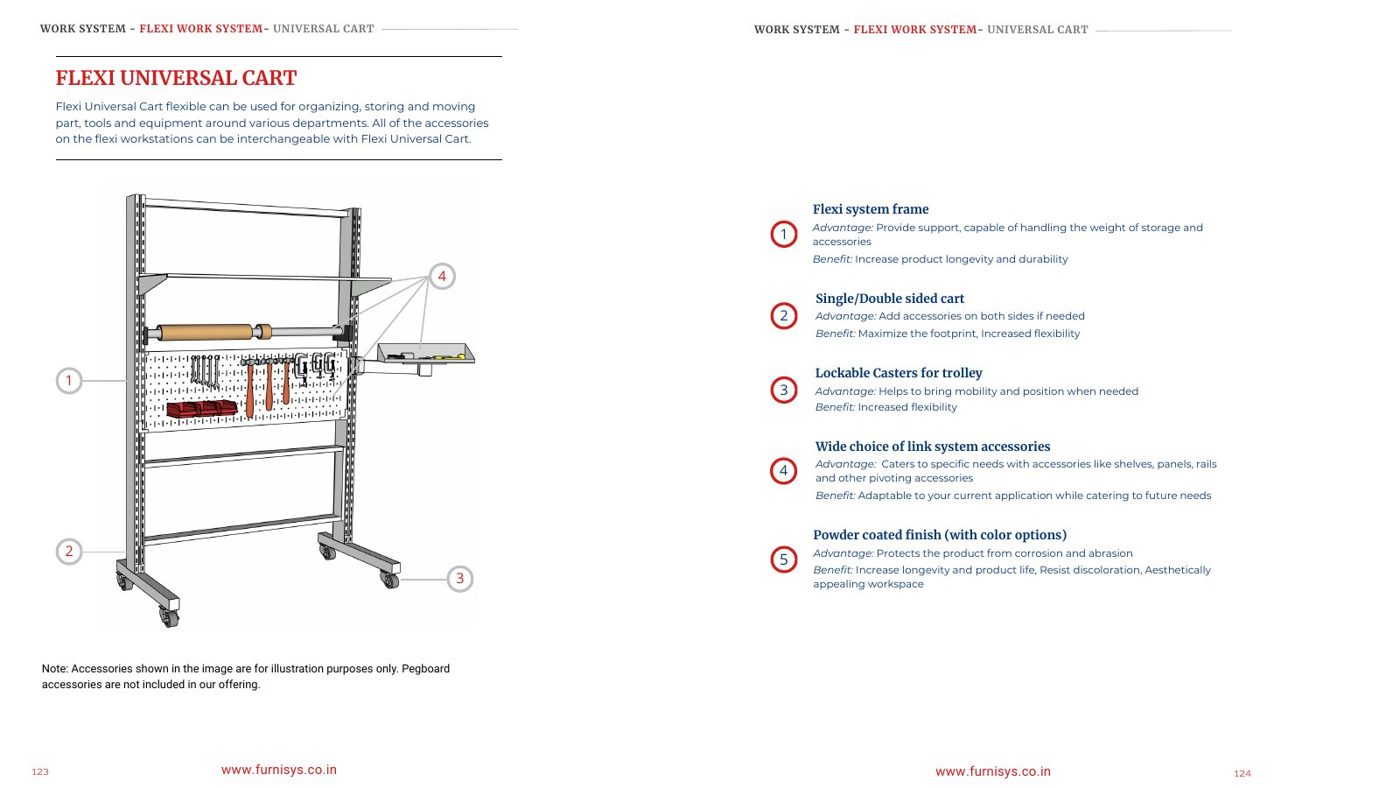 WORK SYSTEM - FLEXI WORK SYSTEM- UNIVERSAL CART
FLEXI UNIVERSAL CART
Flexi Universal Cart flexible can be used for organizing, storing and moving
part, tools and equipment around various departments. All of the accessories
on the flexi workstations can be interchangeable with Flexi Universal Cart.
4
1
2
3
Note: Accessories shown in the image are for illustration purposes only. Pegboard
accessories are not included in our offering.
123
www.furnisys.co.in
WORK SYSTEM - FLEXI WORK SYSTEM- UNIVERSAL CART
1
Flexi system frame
Advantage: Provide support, capable of handling the weight of storage and
accessories
Benefit: Increase product longevity and durability
2
Single/Double sided cart
Advantage: Add accessories on both sides if needed
Benefit: Maximize the footprint, Increased flexibility
3
Lockable Casters for trolley
Advantage: Helps to bring mobility and position when needed
Benefit: Increased flexibility
4
Wide choice of link system accessories
Advantage: Caters to specific needs with accessories like shelves, panels, rails
and other pivoting accessories
Benefit: Adaptable to your current application while catering to future needs
5
Powder coated finish (with color options)
Advantage: Protects the product from corrosion and abrasion
Benefit: Increase longevity and product life, Resist discoloration, Aesthetically
appealing workspace
www.furnisys.co.in
124